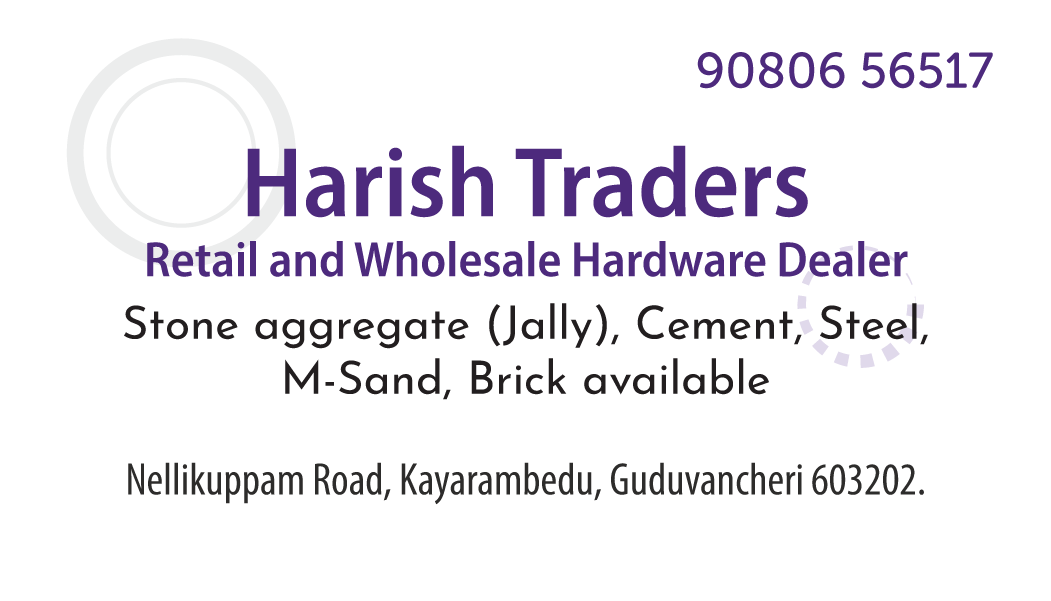 90806 56517
Harish Traders
Retail and Wholesale Hardware Dealer
Stone aggregate (Jally), Cement, Steel,
M-Sand, Brick available
Nellikuppam Road, Kayarambedu, Guduvancheri 603202.